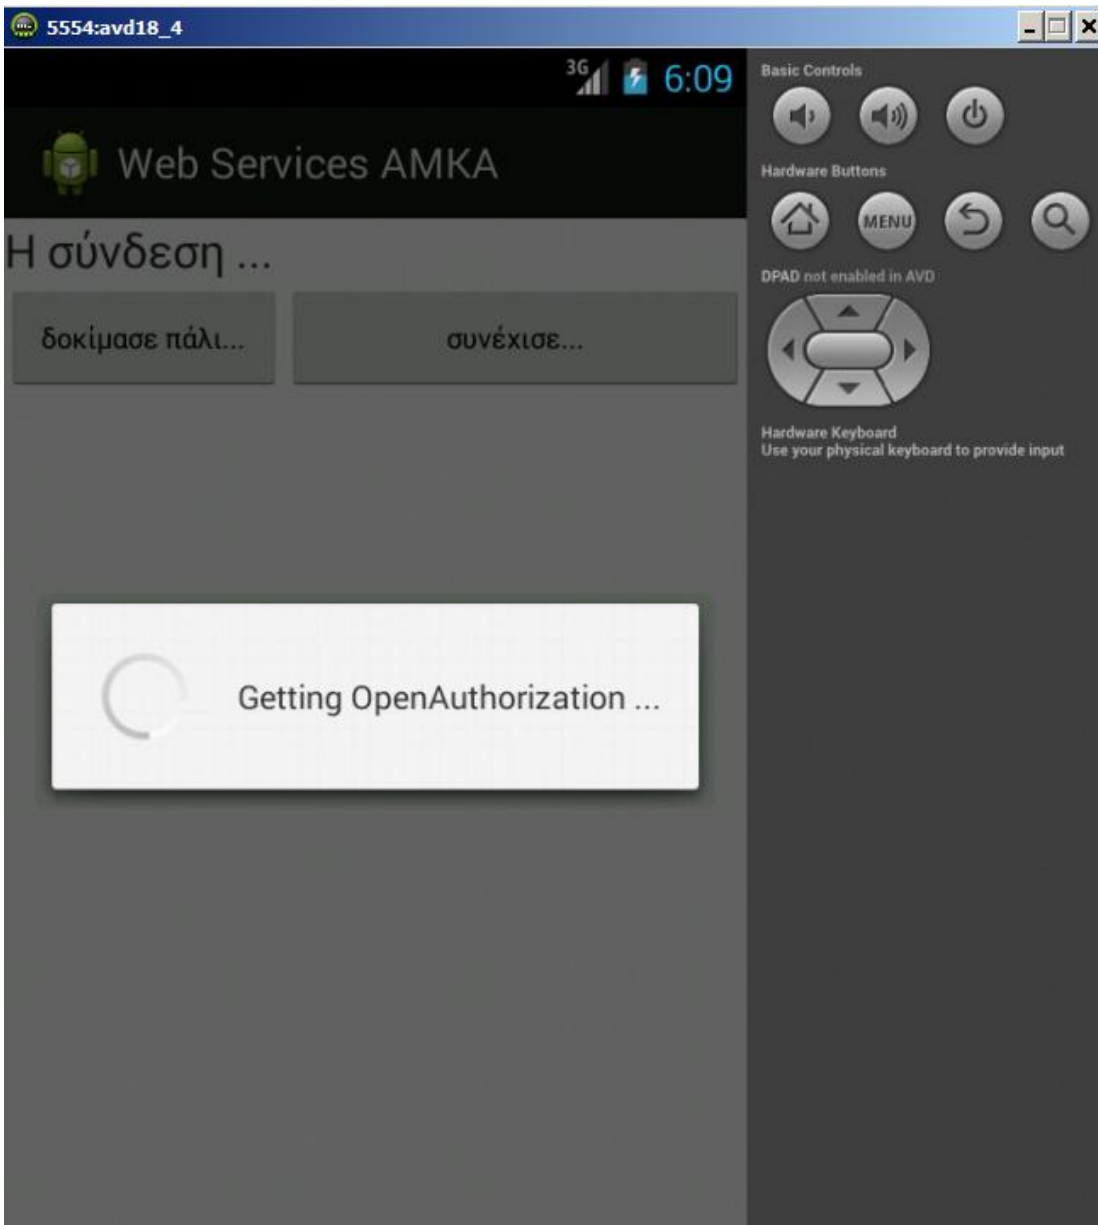 5554:avd18_4
3G 6:09
Web Services AMKA
Η σύνδεση ...
δοκίμασε πάλι...
συνέχισε...
Getting OpenAuthorization ...
Basic Controls
Hardware Buttons
MENU
DPAD not enabled in AVD
Hardware Keyboard
Use your physical keyboard to provide input